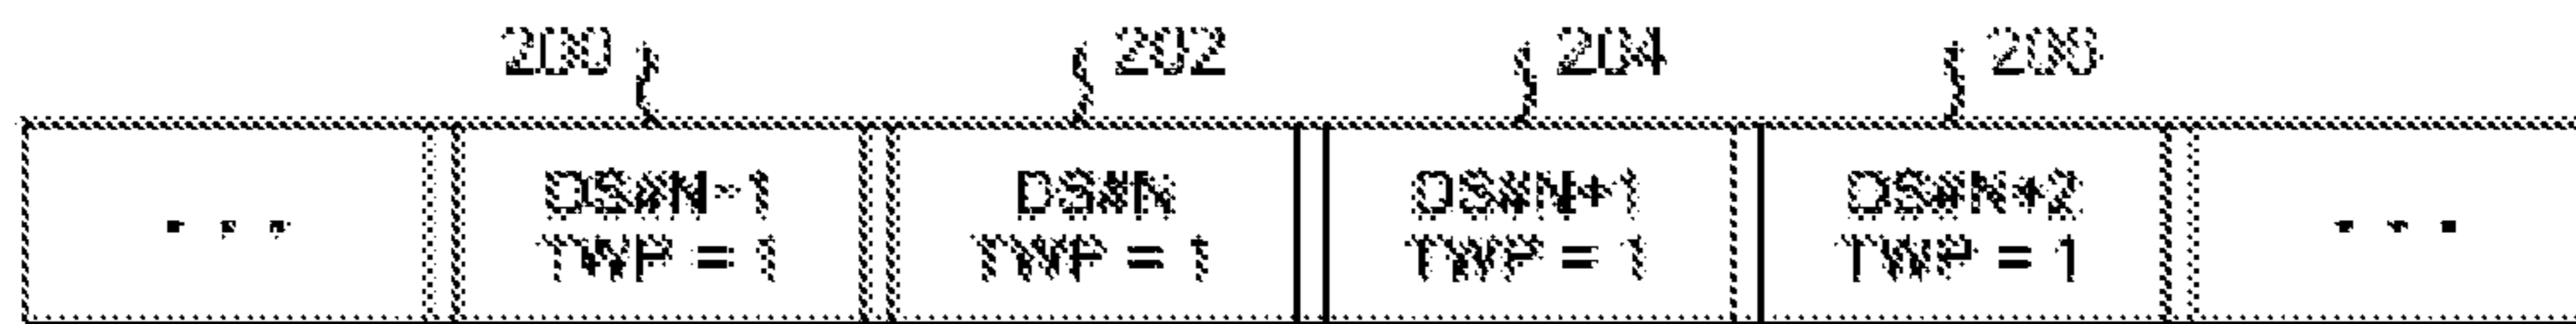 200 202 204 206
. . . DS#N-1 DS#N DS#N+1 DS#N+2 . . .
TWP = 1 TWP = 1 TWP = 1 TWP = 1